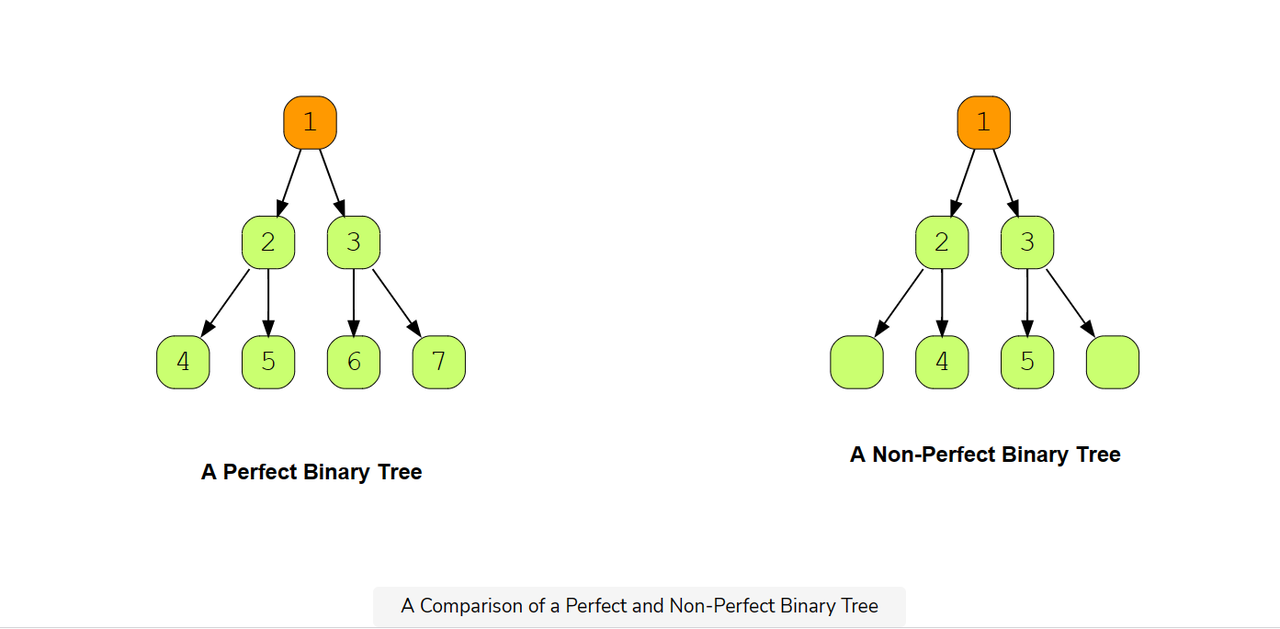 1
2 3
4 5 6 7
A Perfect Binary Tree
1
2 3
4 5
A Non-Perfect Binary Tree
A Comparison of a Perfect and Non-Perfect Binary Tree